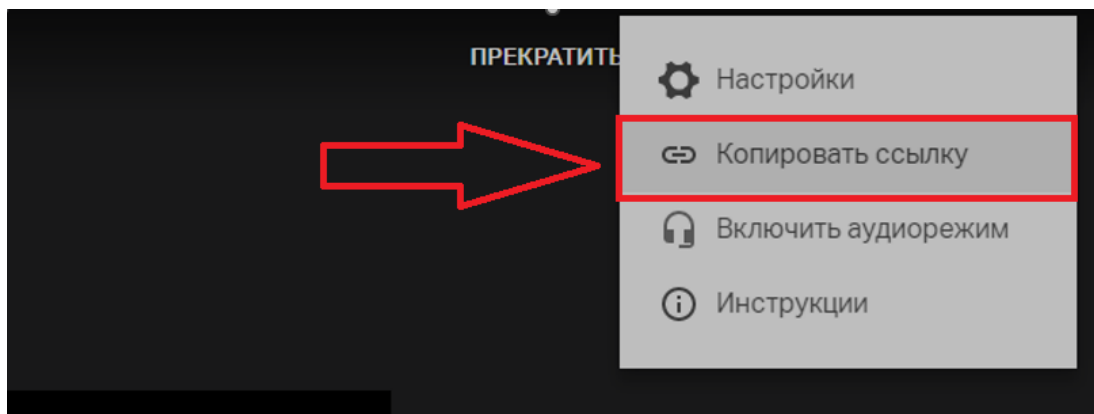 ПРЕКРАТИТЬ
Настройки
Копировать ссылку
Включить аудиорежим
Инструкции